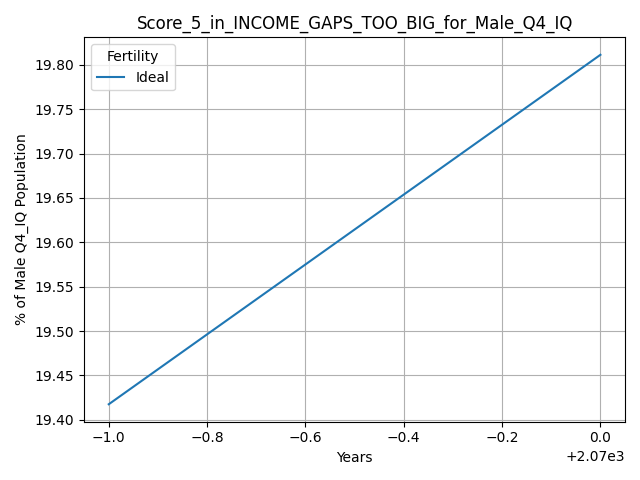 Score_5_in_INCOME_GAPS_TOO_BIG_for_Male_Q4_IQ
Fertility
Ideal
% of Male Q4_IQ Population
19.80
19.75
19.70
19.65
19.60
19.55
19.50
19.45
19.40
−1.0 −0.8 −0.6 −0.4 −0.2 0.0
Years
+2.07e3